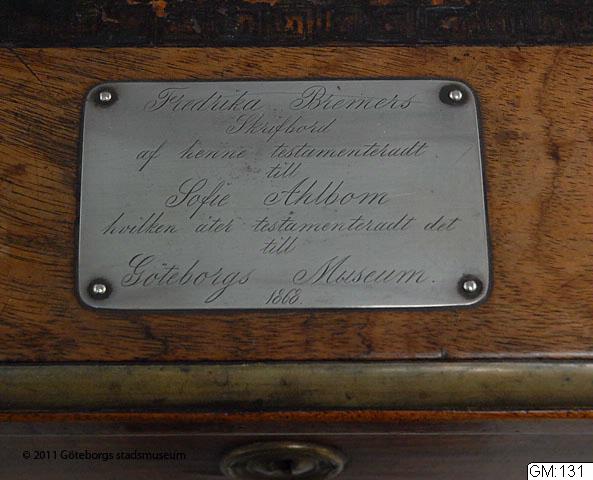 Fredrika Bremers
Skrifbord
af henne testamenteradt
till
Sofie Ahlbom
hvilken åter testamenteradt det
till
Göteborgs Museum.
1868.
© 2011 Göteborgs stadsmuseum
GM:131